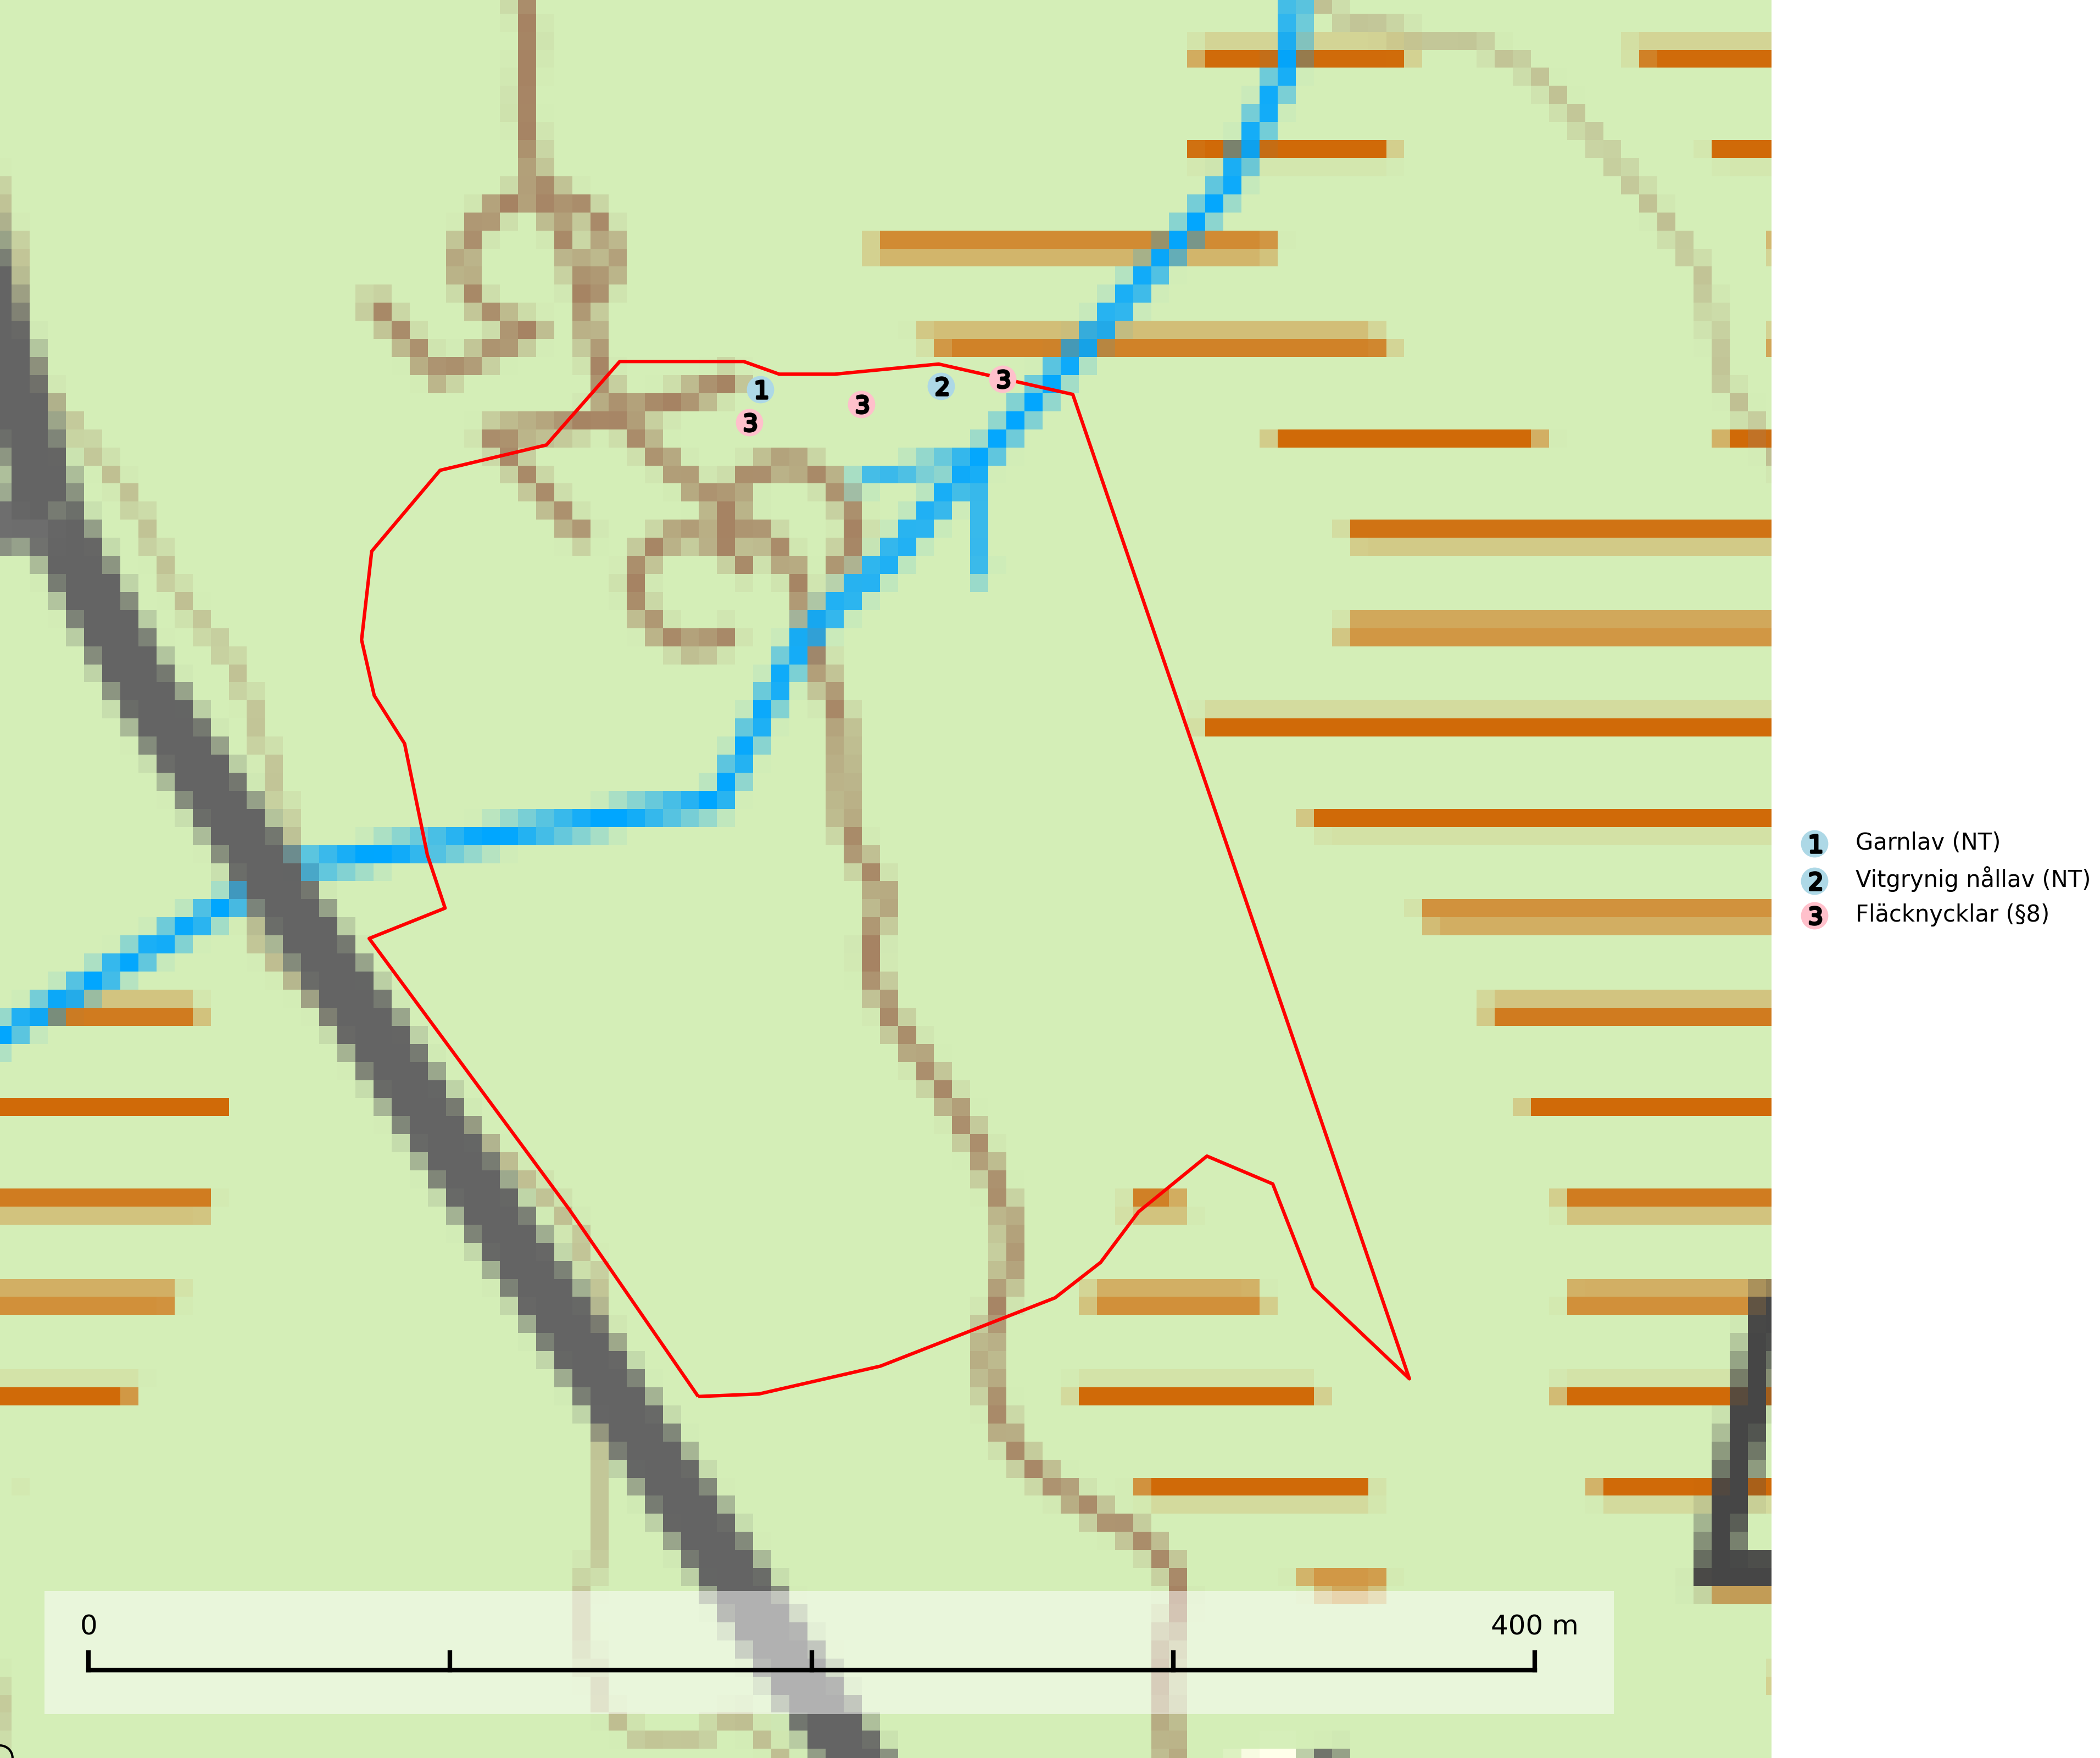 1
2
3
3
3
1 Garnlav (NT)
2 Vitgrynig nållav (NT)
3 Fläcknycklar (§8)
0 400 m